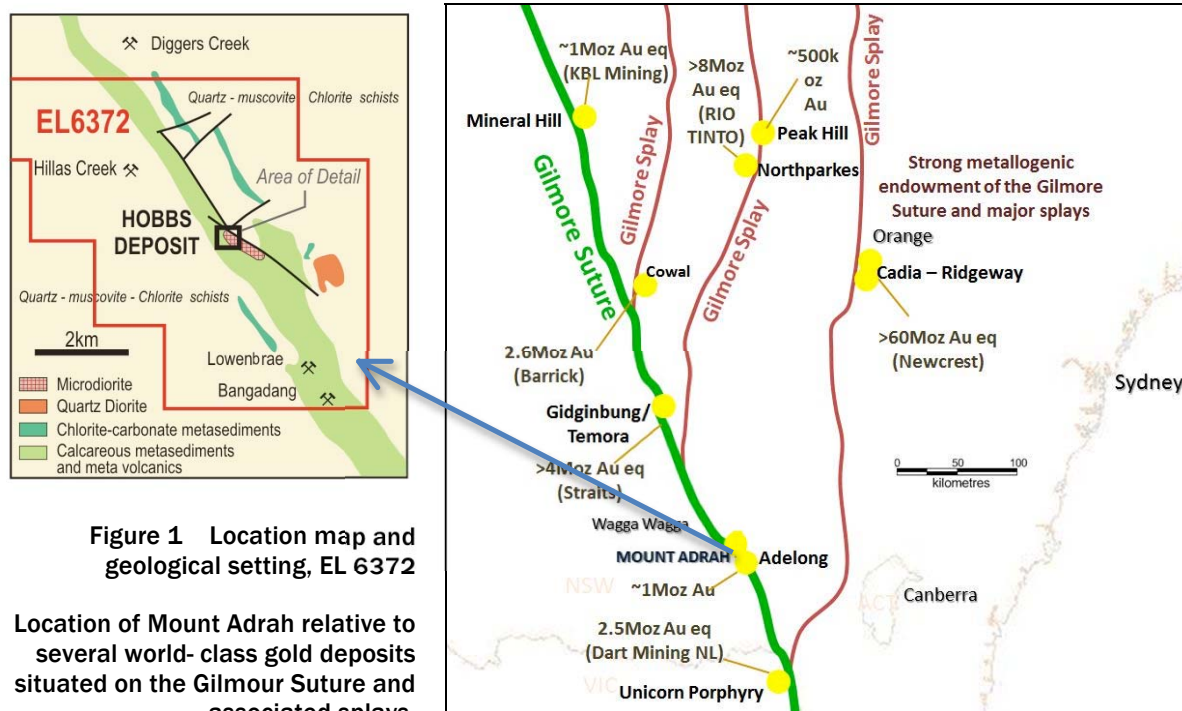 Diggers Creek
Quartz - muscovite Chlorite schists
EL6372
Hillas Creek
Area of Detail
HOBBS
DEPOSIT
Quartz - muscovite - Chlorite schists
2km
Lowenbrae
Bangadang
Microdiorite
Quartz Diorite
Chlorite-carbonate metasediments
Calcareous metasediments
and meta volcanics
Figure 1 Location map and
geological setting, EL 6372
Location of Mount Adrah relative to
several world- class gold deposits
situated on the Gilmour Suture and
associated splays.
~1Moz Au eq
(KBL Mining)
Mineral Hill
>8Moz
Au eq
(RIO
TINTO)
~500k
oz
Au
Peak Hill
Northparkes
Gilmore Splay
Gilmore Splay
Gilmore Splay
Gilmore Suture
Strong metallogenic
endowment of the Gilmore
Suture and major splays
Orange
Cadia – Ridgeway
>60Moz Au eq
(Newcrest)
Sydney
Cowal
2.6Moz Au
(Barrick)
Gidginbung/
Temora
>4Moz Au eq
(Straits)
0 50 100
kilometres
Wagga Wagga
MOUNT ADRAH
Adelong
~1Moz Au
NSW
ACT
Canberra
2.5Moz Au eq
(Dart Mining NL)
VIC
Unicorn Porphyry